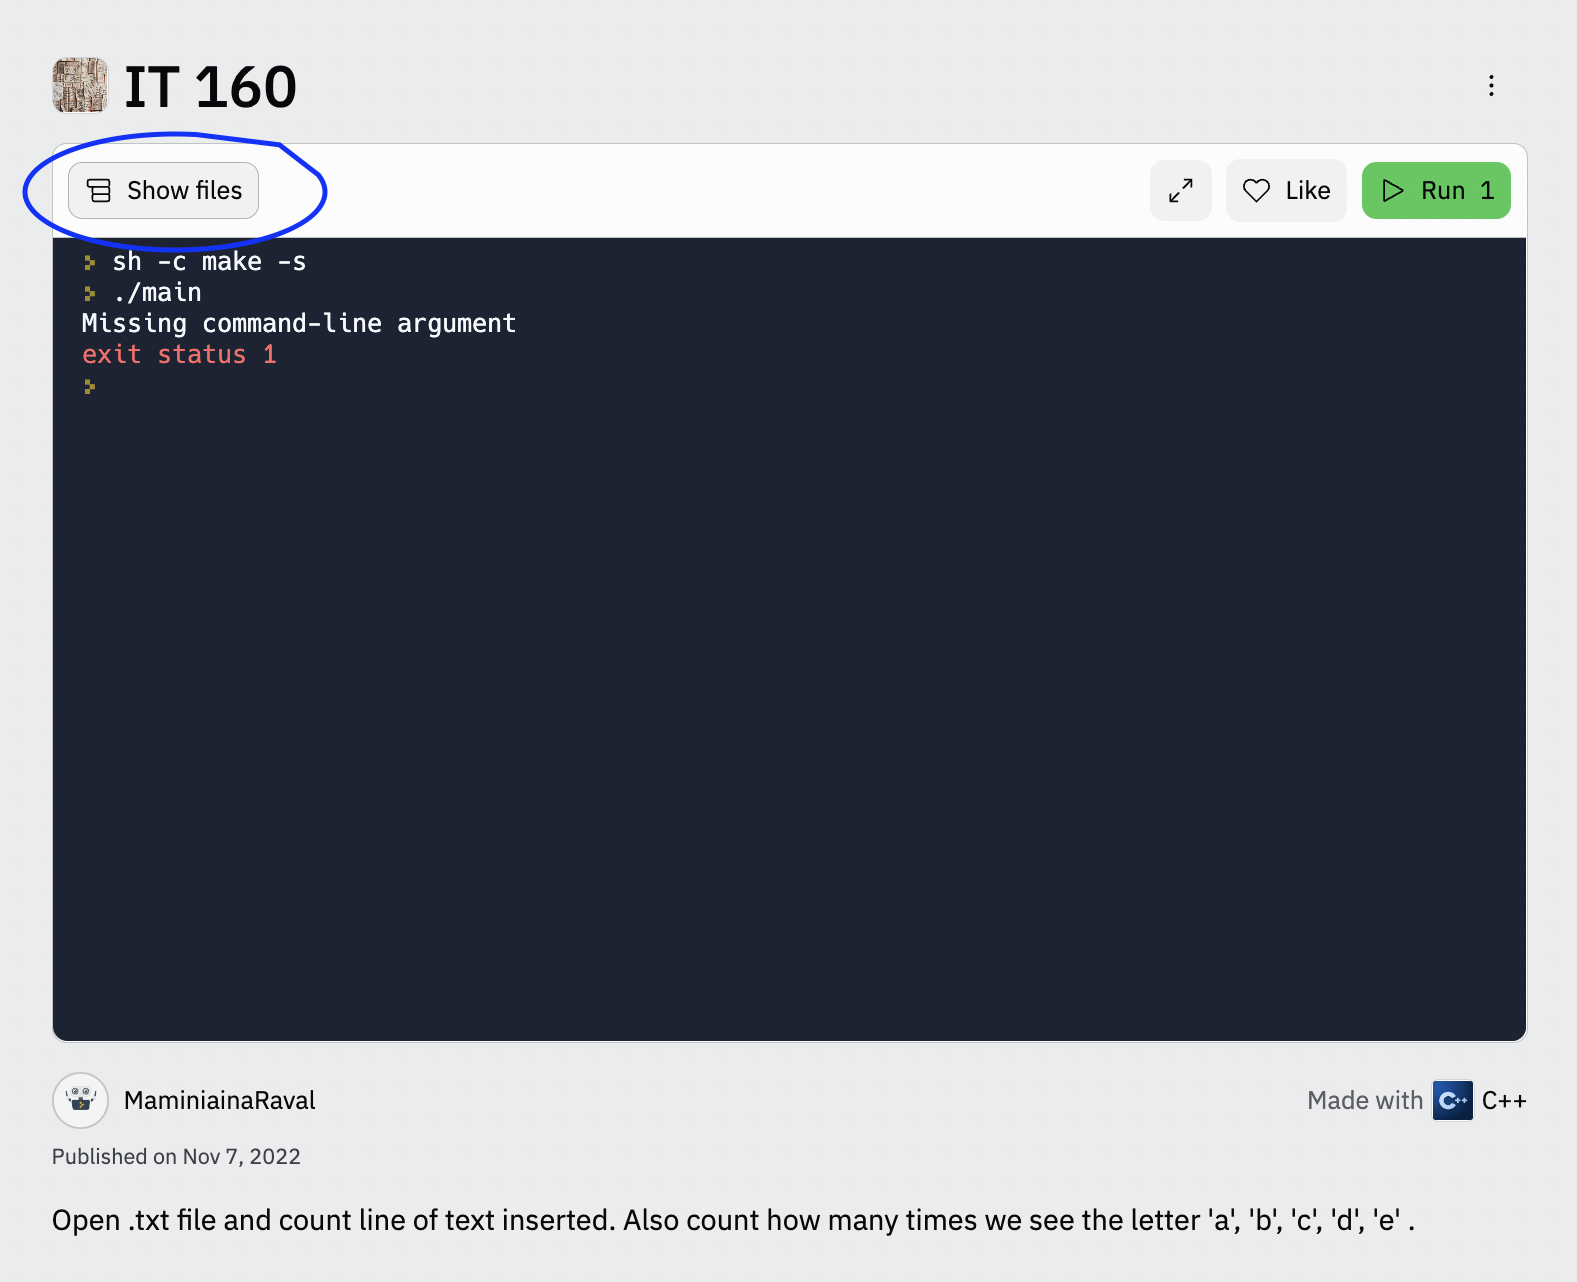 IT 160
Show files
Like
Run 1
sh -c make -s
./main
Missing command-line argument
exit status 1
MaminiainaRaval
Made with C++ C++
Published on Nov 7, 2022
Open .txt file and count line of text inserted. Also count how many times we see the letter 'a', 'b', 'c', 'd', 'e' .